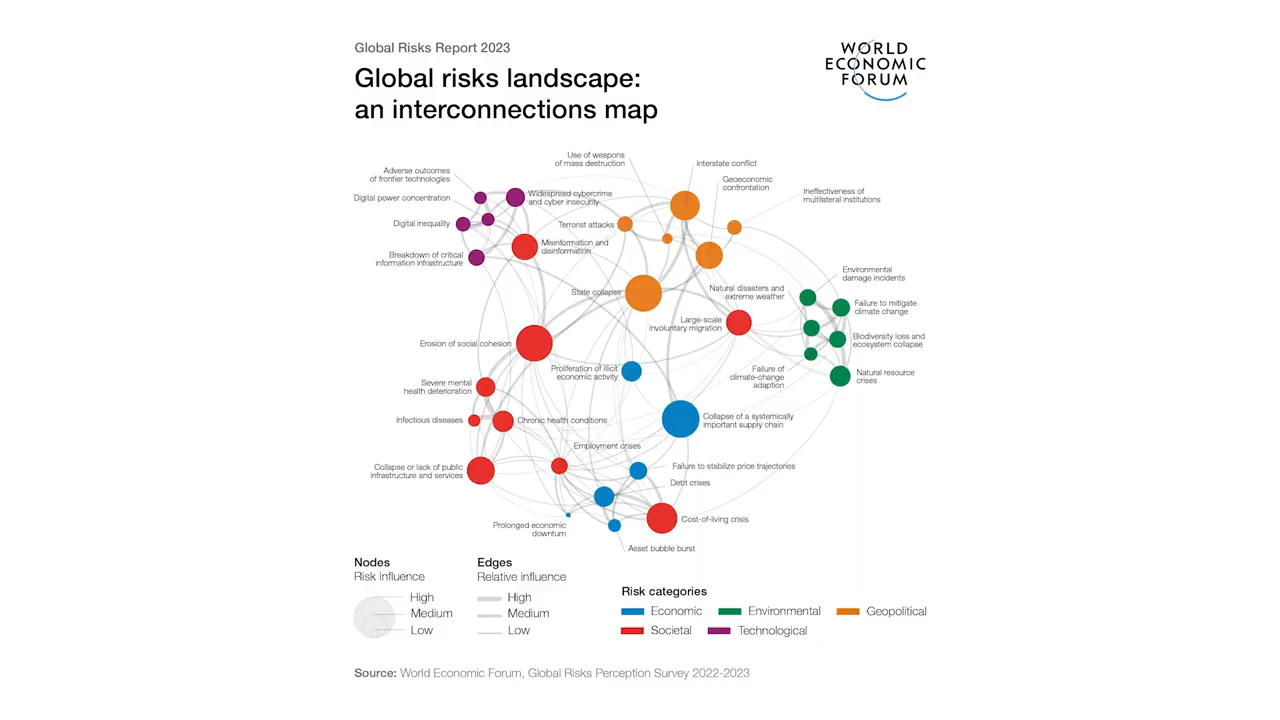 Global Risks Report 2023
Global risks landscape:
an interconnections map
WORLD
ECONOMIC
FORUM
Use of weapons
of mass destruction
Interstate conflict
Adverse outcomes
of frontier technologies
Geoeconomic
confrontation
Digital power concentration
Widespread cybercrime
and cyber insecurity
Ineffectiveness of
multilateral institutions
Digital inequality
Terrorist attacks
Misinformation and
disinformation
Breakdown of critical
information infrastructure
Environmental
damage incidents
State collapse
Natural disasters and
extreme weather
Failure to mitigate
climate change
Large-scale
involuntary migration
Biodiversity loss and
ecosystem collapse
Erosion of social cohesion
Proliferation of illicit
economic activity
Failure of
climate-change
adaption
Natural resource
crises
Severe mental
health deterioration
Infectious diseases
Chronic health conditions
Collapse of a systemically
important supply chain
Employment crises
Collapse or lack of public
infrastructure and services
Failure to stabilize price trajectories
Debt crises
Prolonged economic
downturn
Cost-of-living crisis
Asset bubble burst
Nodes
Risk influence
High
Medium
Low
Edges
Relative influence
High
Medium
Low
Risk categories
Economic
Environmental
Geopolitical
Societal
Technological
Source: World Economic Forum, Global Risks Perception Survey 2022-2023